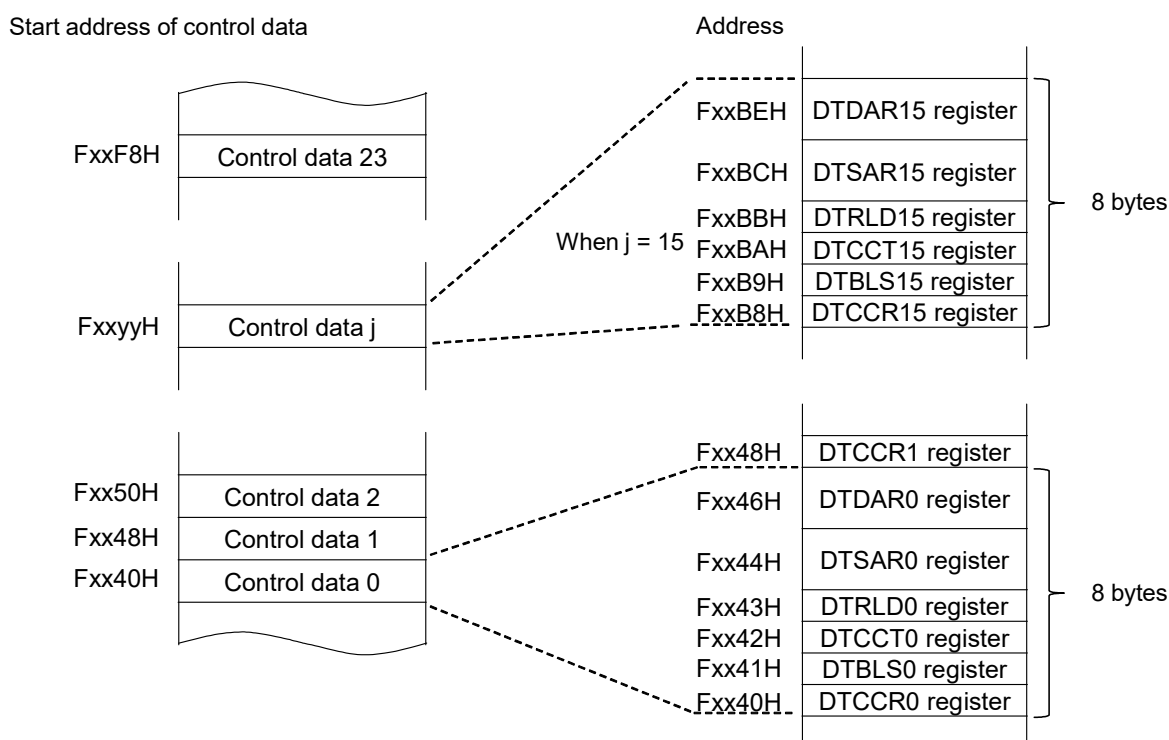 Start address of control data
FxxF8H
Control data 23
FxxyyH
Control data j
Fxx50H
Control data 2
Fxx48H
Control data 1
Fxx40H
Control data 0
Address
When j = 15
FxxBEH
DTDAR15 register
FxxBCH
DTSAR15 register
FxxBBH
DTRLD15 register
FxxBAH
DTCCT15 register
FxxB9H
DTBLS15 register
FxxB8H
DTCCR15 register
8 bytes
Fxx48H
DTCCR1 register
Fxx46H
DTDAR0 register
Fxx44H
DTSAR0 register
Fxx43H
DTRLD0 register
Fxx42H
DTCCT0 register
Fxx41H
DTBLS0 register
Fxx40H
DTCCR0 register
8 bytes